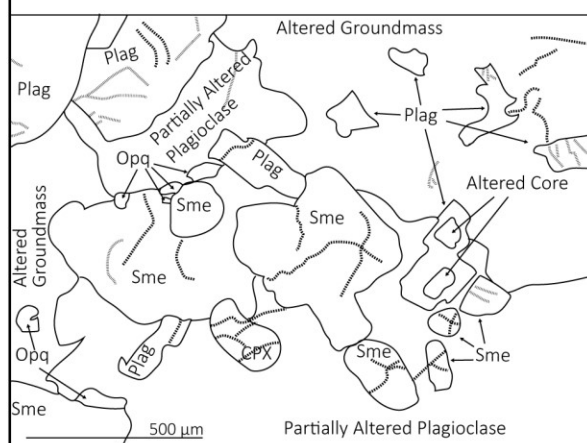 Altered Groundmass
Plag
Plag
Partially Altered
Plagioclase
Plag
Opq
Plag
Altered Core
Sme
Sme
Altered
Groundmass
Sme
Opq
Plag
CPX
Sme
Sme
Sme
500 µm
Partially Altered Plagioclase